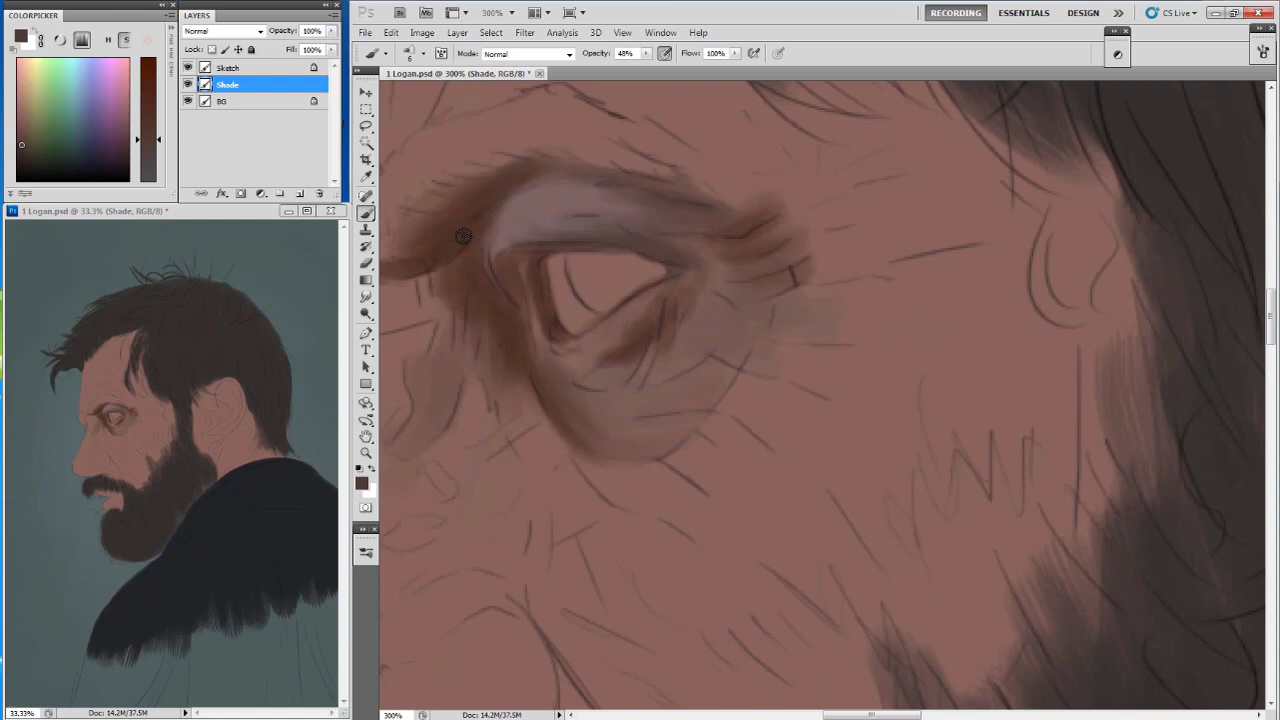 COLORPICKER
LAYERS
Normal
Opacity: 100%
Lock:
Fill: 100%
Sketch
Shade
BG
H
S
1 Logan.psd @ 33.3% (Shade, RGB/8) *
33.33%
Doc: 14.2M/37.5M
Ps
Br
Mb
300%
RECORDING
ESSENTIALS
DESIGN
CS Live
File
Edit
Image
Layer
Select
Filter
Analysis
3D
View
Window
Help
6
Mode: Normal
Opacity: 48%
Flow: 100%
1 Logan.psd @ 300% (Shade, RGB/8) *
300%
Doc: 14.2M/37.5M